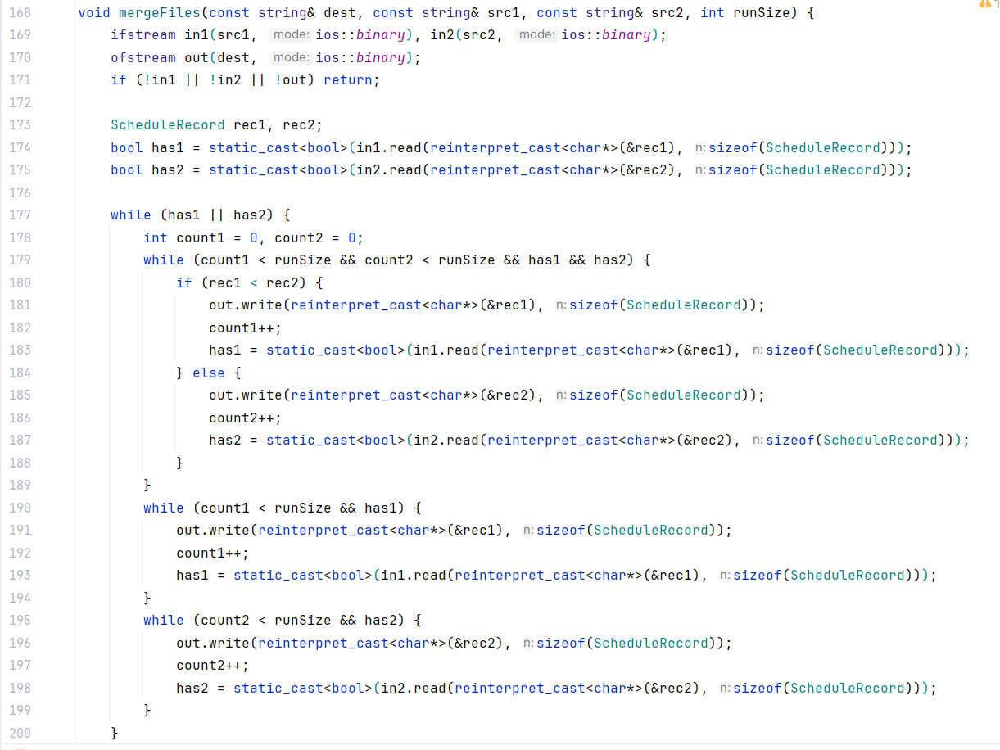 168 void mergeFiles(const string& dest, const string& src1, const string& src2, int runSize) {
169 ifstream in1(src1, mode: ios::binary), in2(src2, mode: ios::binary);
170 ofstream out(dest, mode: ios::binary);
171 if (!in1 || !in2 || !out) return;
172
173 ScheduleRecord rec1, rec2;
174 bool has1 = static_cast<bool>(in1.read(reinterpret_cast<char*>(&rec1), n: sizeof(ScheduleRecord)));
175 bool has2 = static_cast<bool>(in2.read(reinterpret_cast<char*>(&rec2), n: sizeof(ScheduleRecord)));
176
177 while (has1 || has2) {
178 int count1 = 0, count2 = 0;
179 while (count1 < runSize && count2 < runSize && has1 && has2) {
180 if (rec1 < rec2) {
181 out.write(reinterpret_cast<char*>(&rec1), n: sizeof(ScheduleRecord));
182 count1++;
183 has1 = static_cast<bool>(in1.read(reinterpret_cast<char*>(&rec1), n: sizeof(ScheduleRecord)));
184 } else {
185 out.write(reinterpret_cast<char*>(&rec2), n: sizeof(ScheduleRecord));
186 count2++;
187 has2 = static_cast<bool>(in2.read(reinterpret_cast<char*>(&rec2), n: sizeof(ScheduleRecord)));
188 }
189 }
190 while (count1 < runSize && has1) {
191 out.write(reinterpret_cast<char*>(&rec1), n: sizeof(ScheduleRecord));
192 count1++;
193 has1 = static_cast<bool>(in1.read(reinterpret_cast<char*>(&rec1), n: sizeof(ScheduleRecord)));
194 }
195 while (count2 < runSize && has2) {
196 out.write(reinterpret_cast<char*>(&rec2), n: sizeof(ScheduleRecord));
197 count2++;
198 has2 = static_cast<bool>(in2.read(reinterpret_cast<char*>(&rec2), n: sizeof(ScheduleRecord)));
199 }
200 }